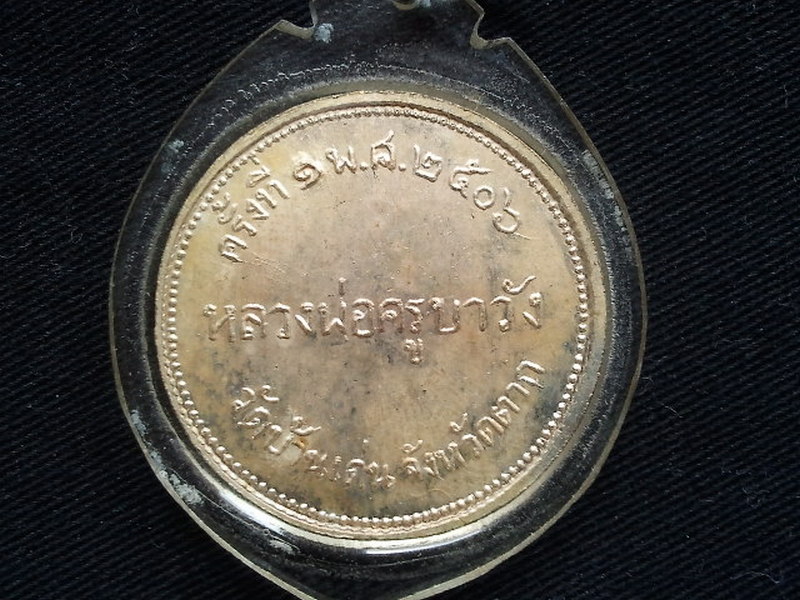 ครั้งที่ ๑ พ.ศ.๒๕๐๖
หลวงพ่อครูบาวัง
วัดบ้านเด่น จังหวัดตาก